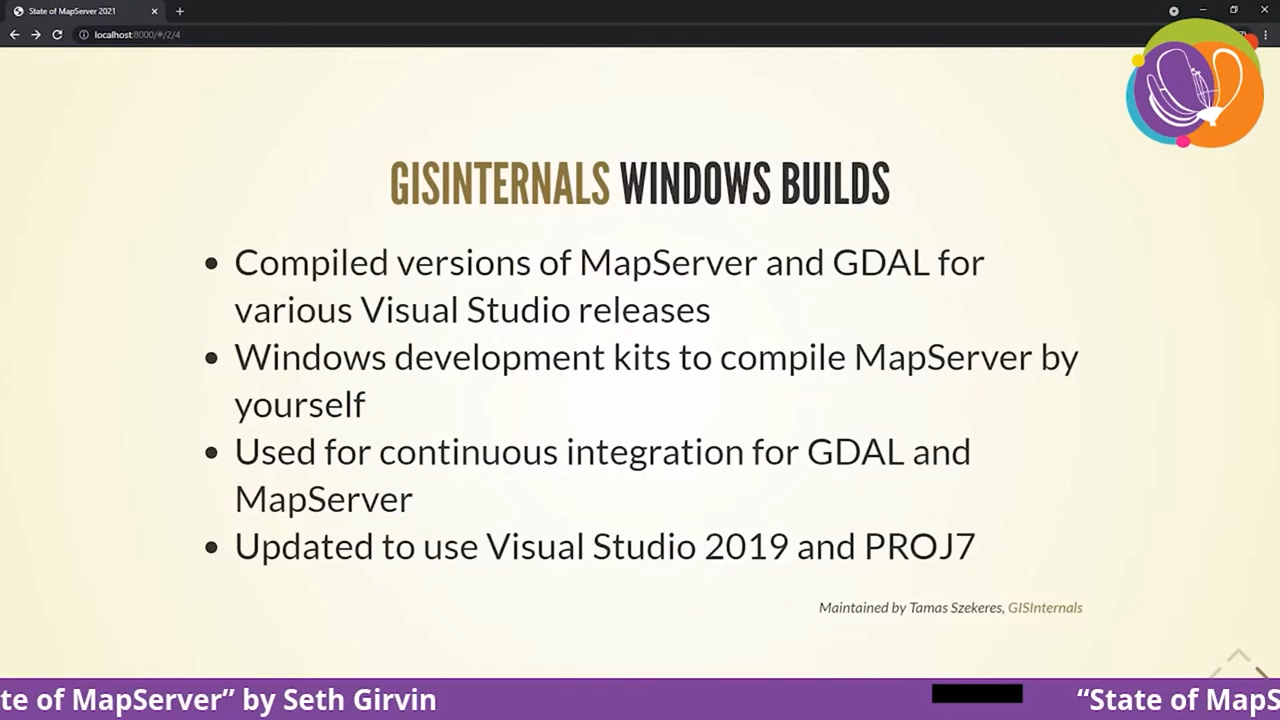 State of MapServer 2021
localhost:8000/#/2/4
GISINTERNALS WINDOWS BUILDS
• Compiled versions of MapServer and GDAL for
various Visual Studio releases
• Windows development kits to compile MapServer by
yourself
• Used for continuous integration for GDAL and
MapServer
• Updated to use Visual Studio 2019 and PROJ7
Maintained by Tamas Szekeres, GISInternals
te of MapServer” by Seth Girvin “State of MapS